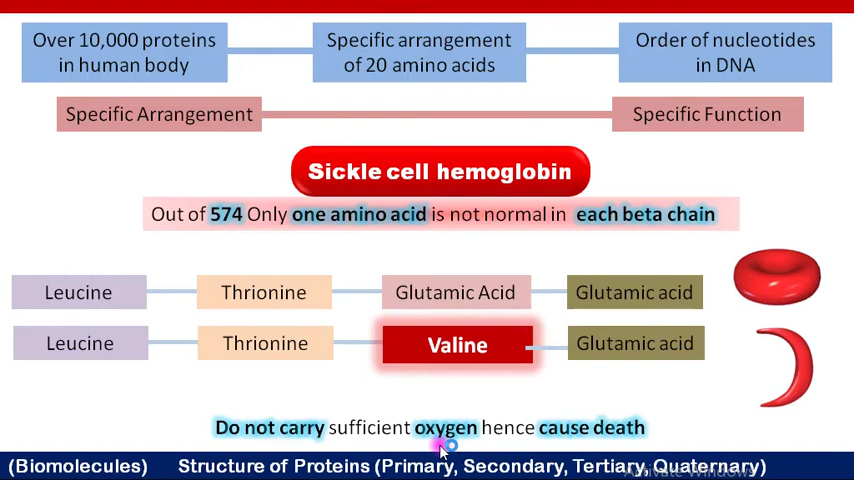 Over 10,000 proteins
in human body
Specific arrangement
of 20 amino acids
Order of nucleotides
in DNA
Specific Arrangement
Specific Function
Sickle cell hemoglobin
Out of 574 Only one amino acid is not normal in each beta chain
Leucine Thrionine Glutamic Acid Glutamic acid
Leucine Thrionine Valine Glutamic acid
Do not carry sufficient oxygen hence cause death
(Biomolecules) Structure of Proteins (Primary, Secondary, Tertiary, Quaternary)
Activate Windows